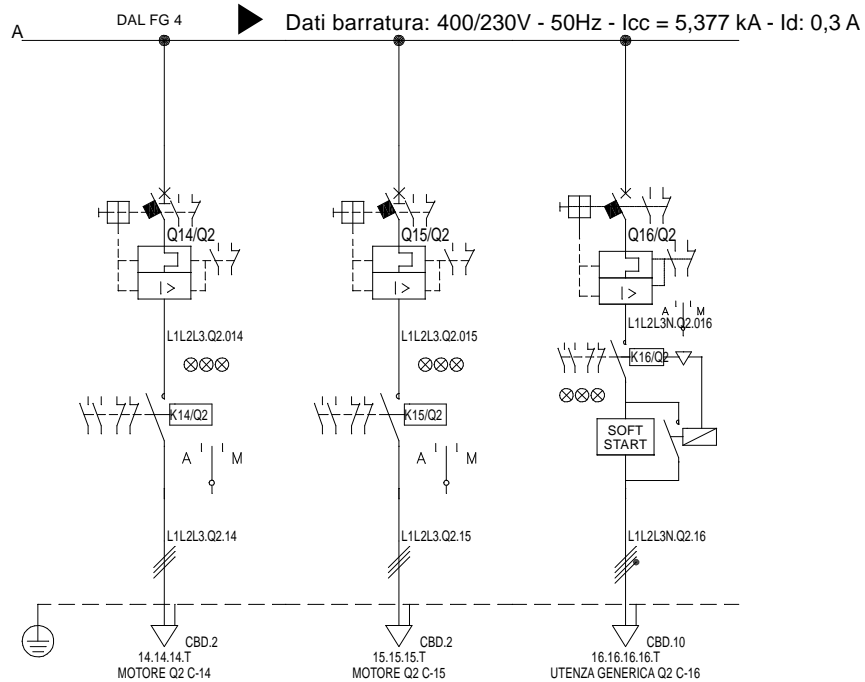 DAL FG 4
Dati barratura: 400/230V - 50Hz - Icc = 5,377 kA - Id: 0,3 A
A
Q14/Q2
Q15/Q2
Q16/Q2
I>
I>
I>
A M
L1L2L3.Q2.014
L1L2L3.Q2.015
L1L2L3N.Q2.016
K16/Q2
K14/Q2
K15/Q2
SOFT
START
A M
A M
L1L2L3.Q2.14
L1L2L3.Q2.15
L1L2L3N.Q2.16
CBD.2
CBD.2
CBD.10
14.14.14.T
15.15.15.T
16.16.16.16.T
MOTORE Q2 C-14
MOTORE Q2 C-15
UTENZA GENERICA Q2 C-16